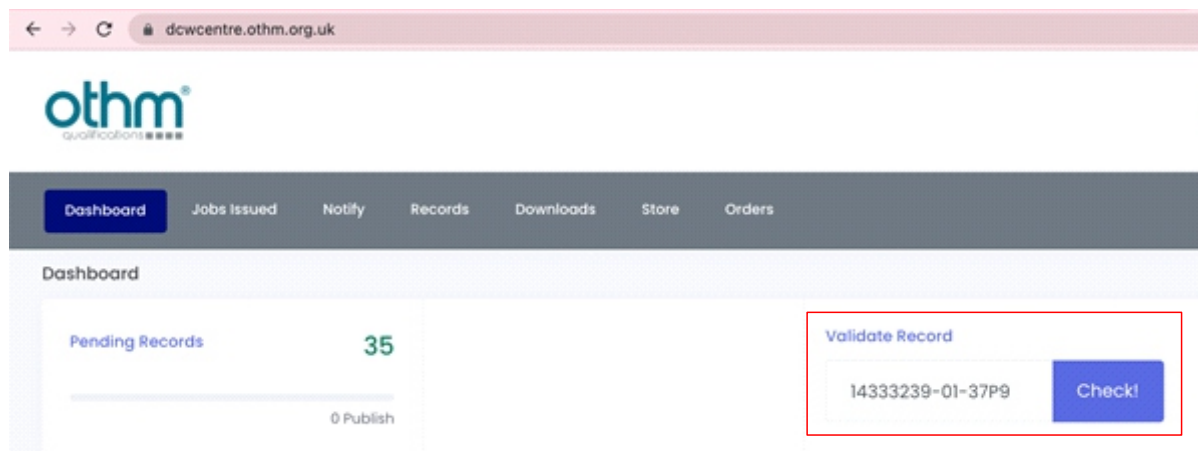 dcwcentre.othm.org.uk
othm®
qualifications
Dashboard Jobs Issued Notify Records Downloads Store Orders
Dashboard
Pending Records 35
0 Publish
Validate Record
14333239-01-37P9 Check!